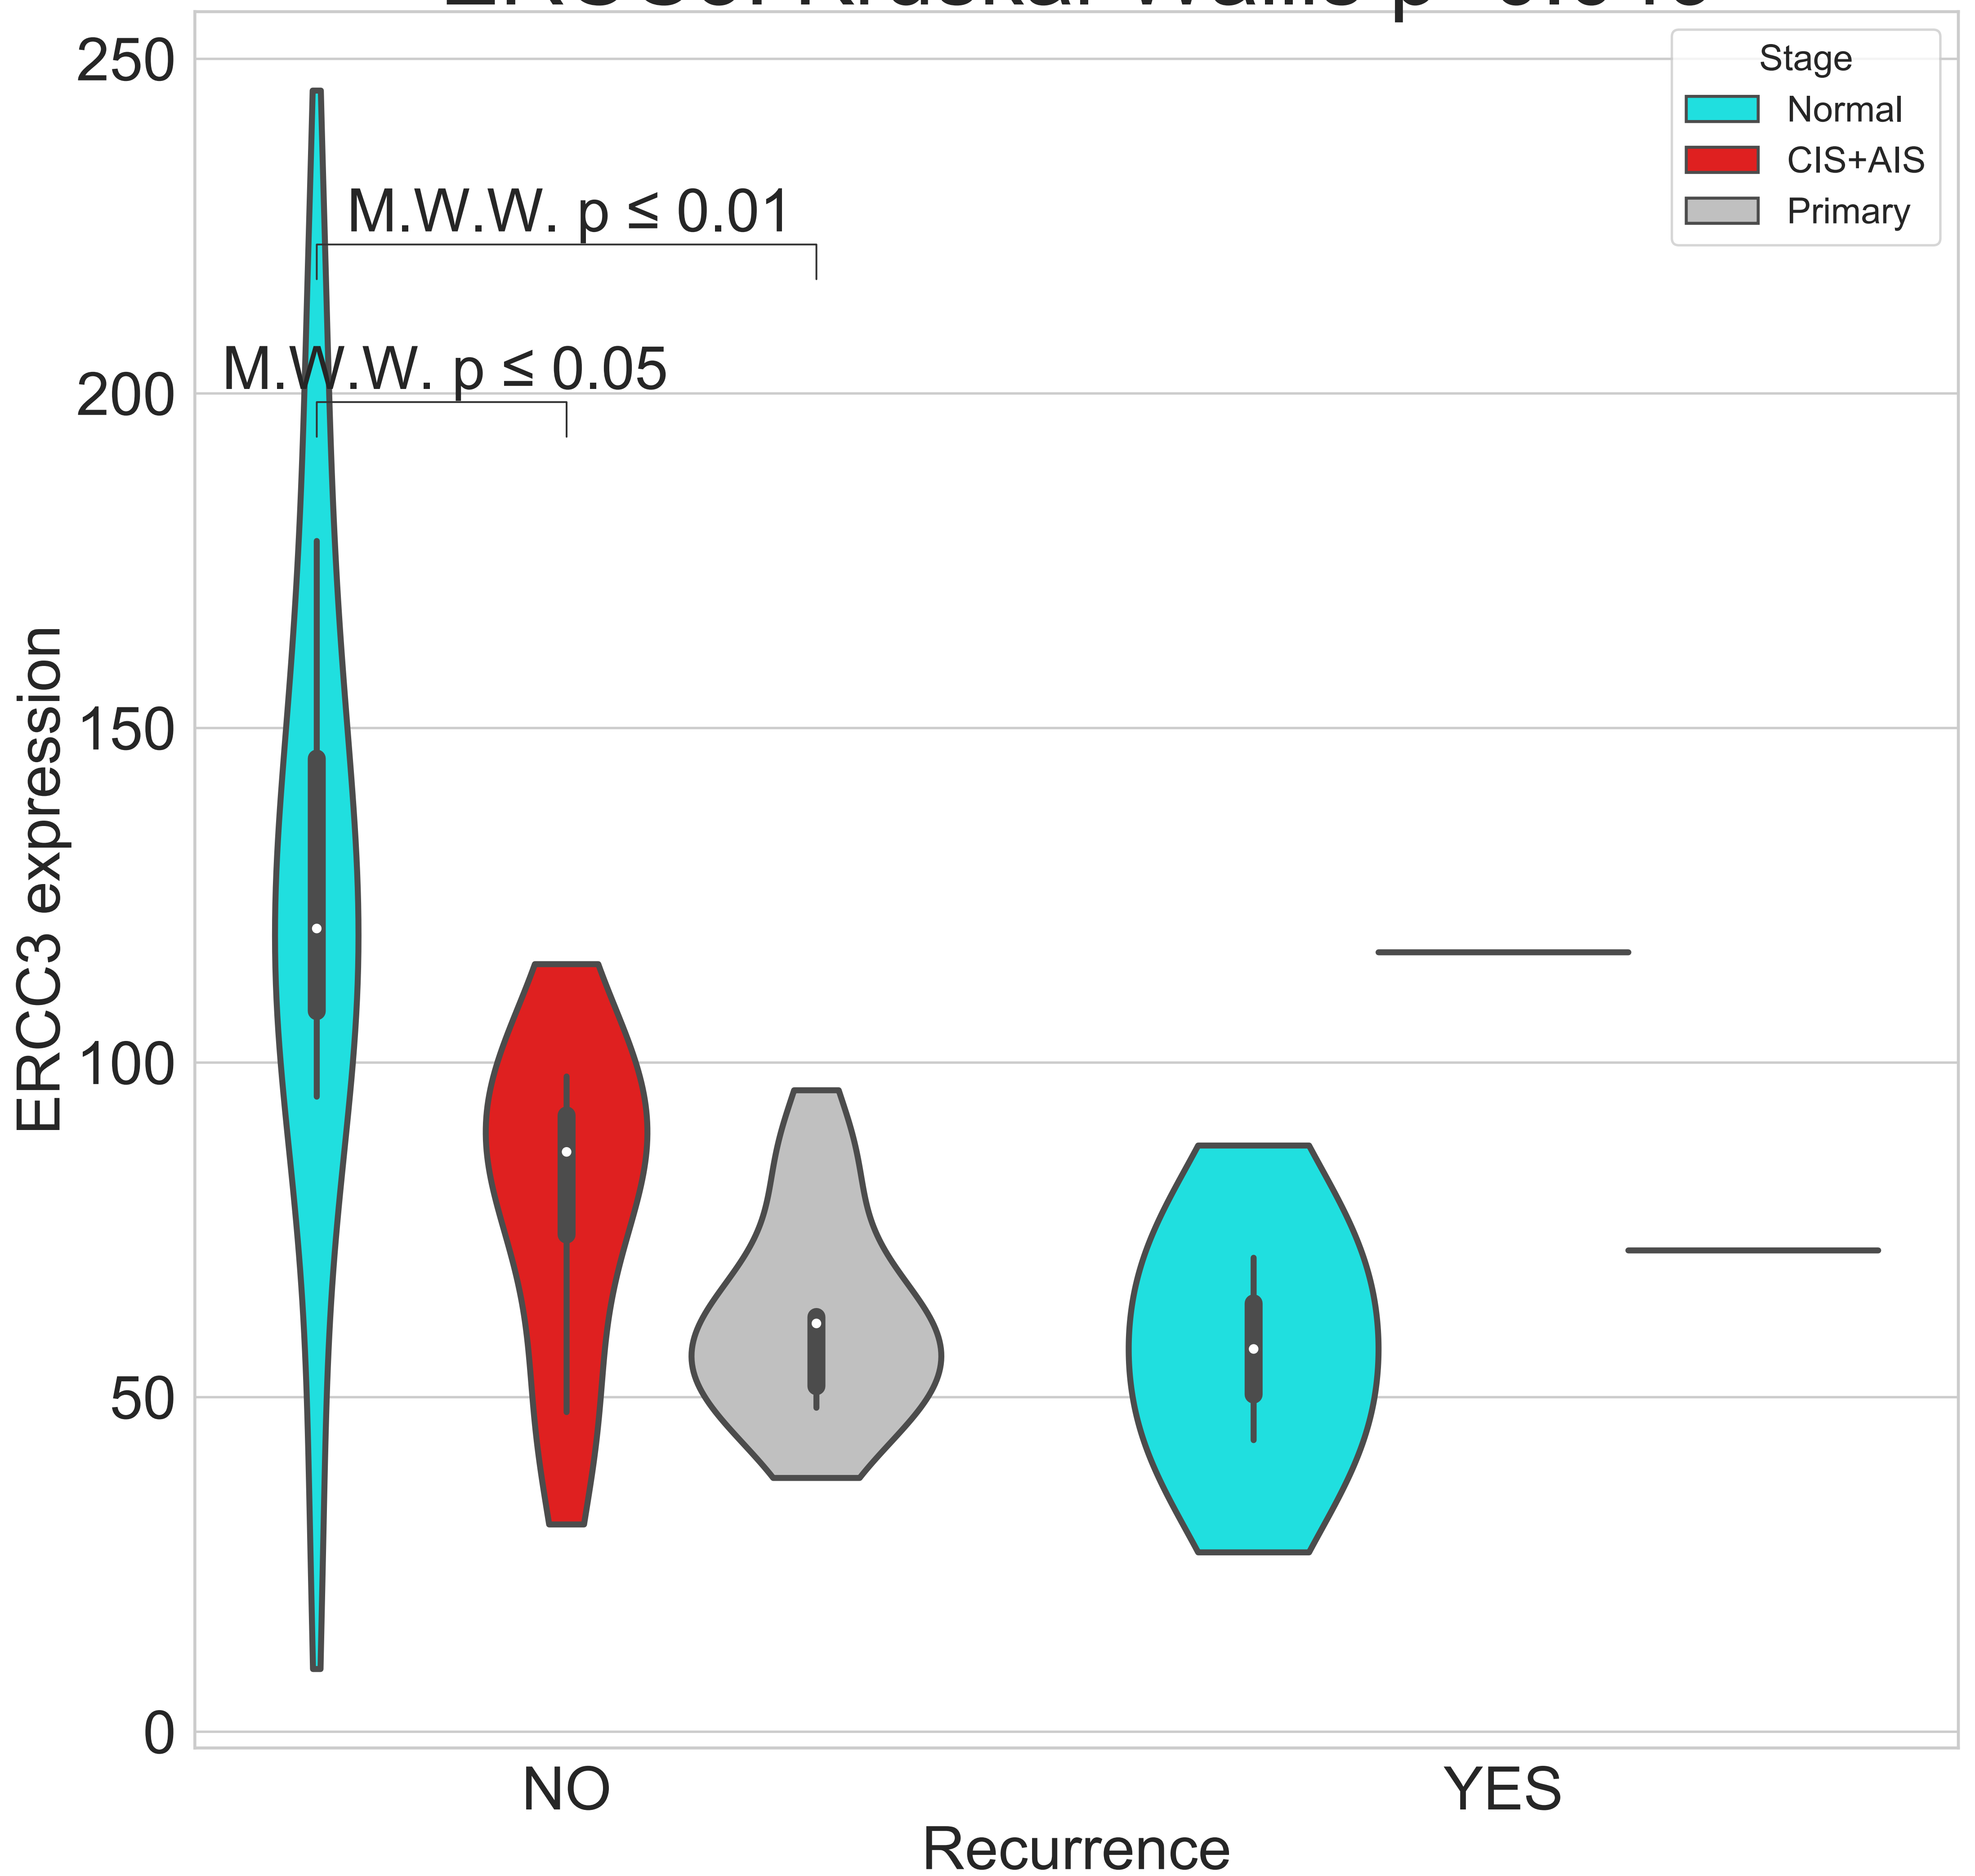 250
200
150
100
50
0
ERCC3 expression
M.W.W. p ≤ 0.01
M.W.W. p ≤ 0.05
Stage
Normal
CIS+AIS
Primary
NO
YES
Recurrence